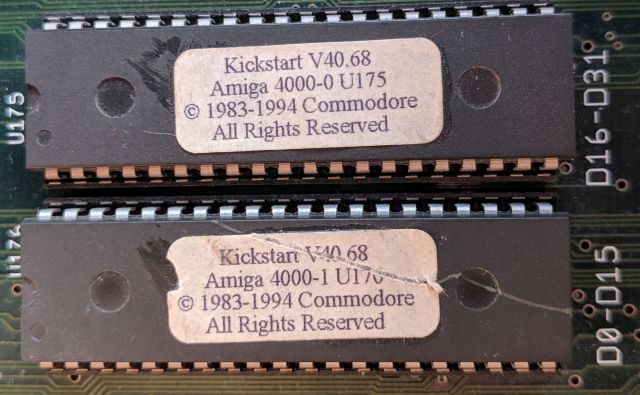 Kickstart V40.68
Amiga 4000-0 U175
© 1983-1994 Commodore
All Rights Reserved
U175
D16-D31
Kickstart V40.68
Amiga 4000-1 U176
© 1983-1994 Commodore
All Rights Reserved
U176
D0-D15